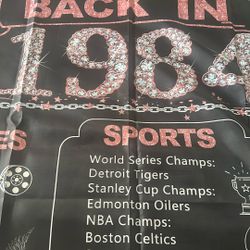 BACK IN
1984
ES
SPORTS
World Series Champs:
Detroit Tigers
Stanley Cup Champs:
Edmonton Oilers
NBA Champs:
Boston Celtics